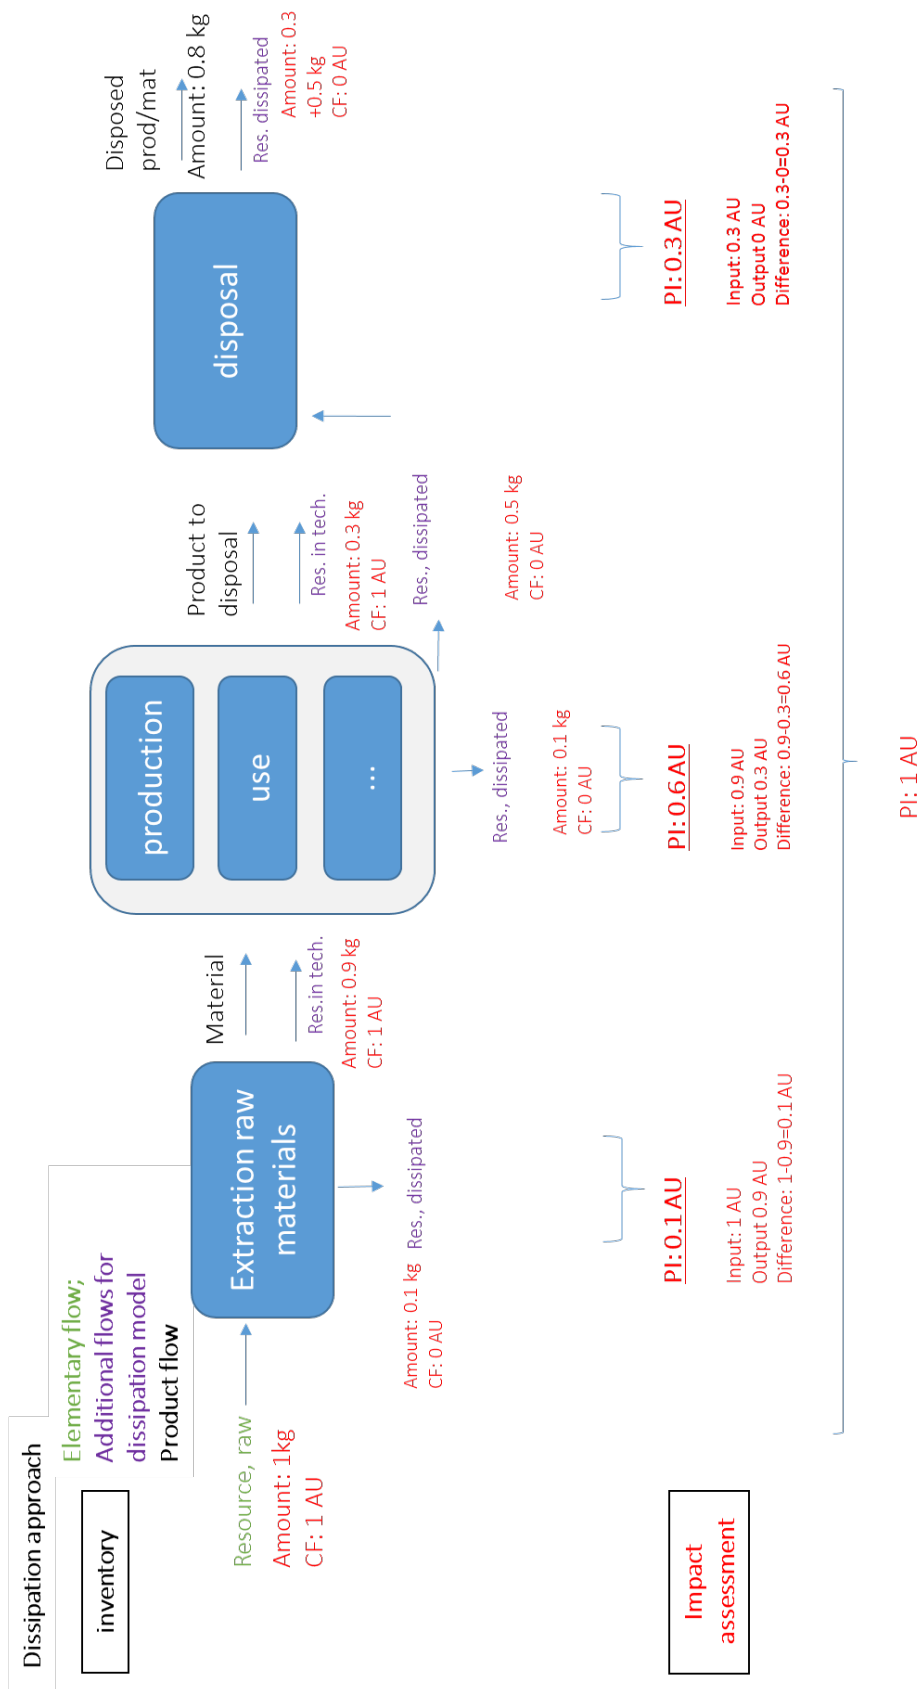 Dissipation approach
inventory
Elementary flow;
Additional flows for
dissipation model
Product flow
Resource, raw
Amount: 1kg
CF: 1 AU
Extraction raw
materials
Amount: 0.1 kg
CF: 0 AU
Res., dissipated
Material
Res.in tech.
Amount: 0.9 kg
CF: 1 AU
production
use
...
Res., dissipated
Amount: 0.1 kg
CF: 0 AU
Product to
disposal
Res. in tech.
Amount: 0.3 kg
CF: 1 AU
Res., dissipated
Amount: 0.5 kg
CF: 0 AU
disposal
Disposed
prod/mat
Amount: 0.8 kg
Res. dissipated
Amount: 0.3
+0.5 kg
CF: 0 AU
Impact
assessment
PI: 0.1 AU
Input: 1 AU
Output 0.9 AU
Difference: 1-0.9=0.1 AU
PI: 0.6 AU
Input: 0.9 AU
Output 0.3 AU
Difference: 0.9-0.3=0.6 AU
PI: 0.3 AU
Input: 0.3 AU
Output 0 AU
Difference: 0.3-0=0.3 AU
PI: 1 AU